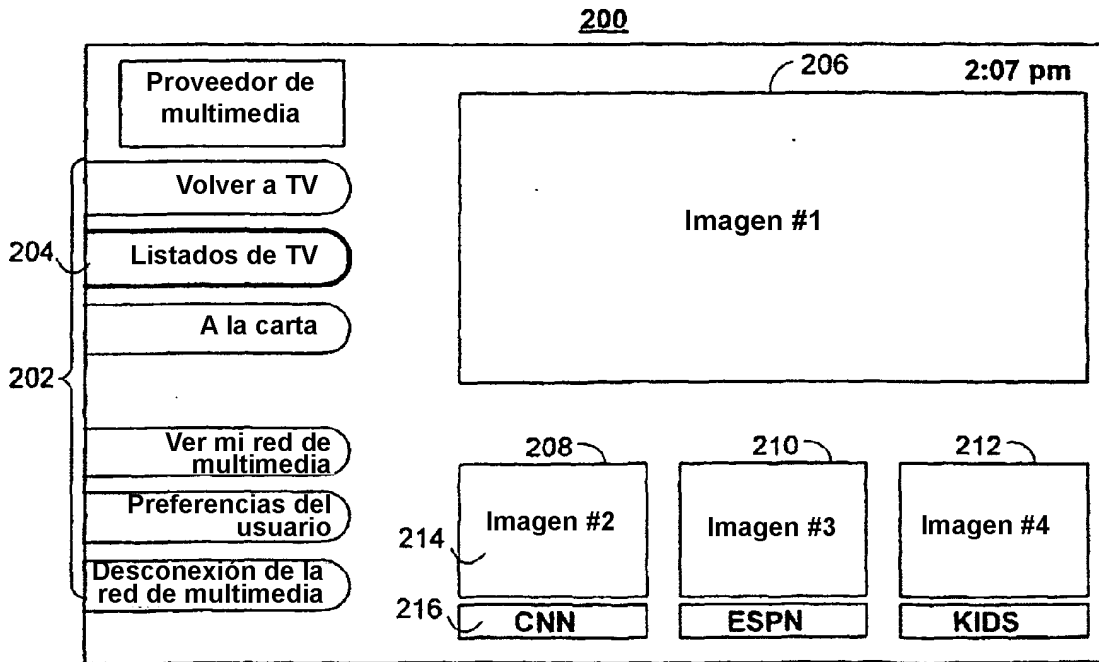 200
206
2:07 pm
Proveedor de
multimedia
Volver a TV
Imagen #1
204
Listados de TV
A la carta
202
Ver mi red de
multimedia
208
210
212
Preferencias del
usuario
Imagen #2
Imagen #3
Imagen #4
214
Desconexión de la
red de multimedia
216
CNN
ESPN
KIDS